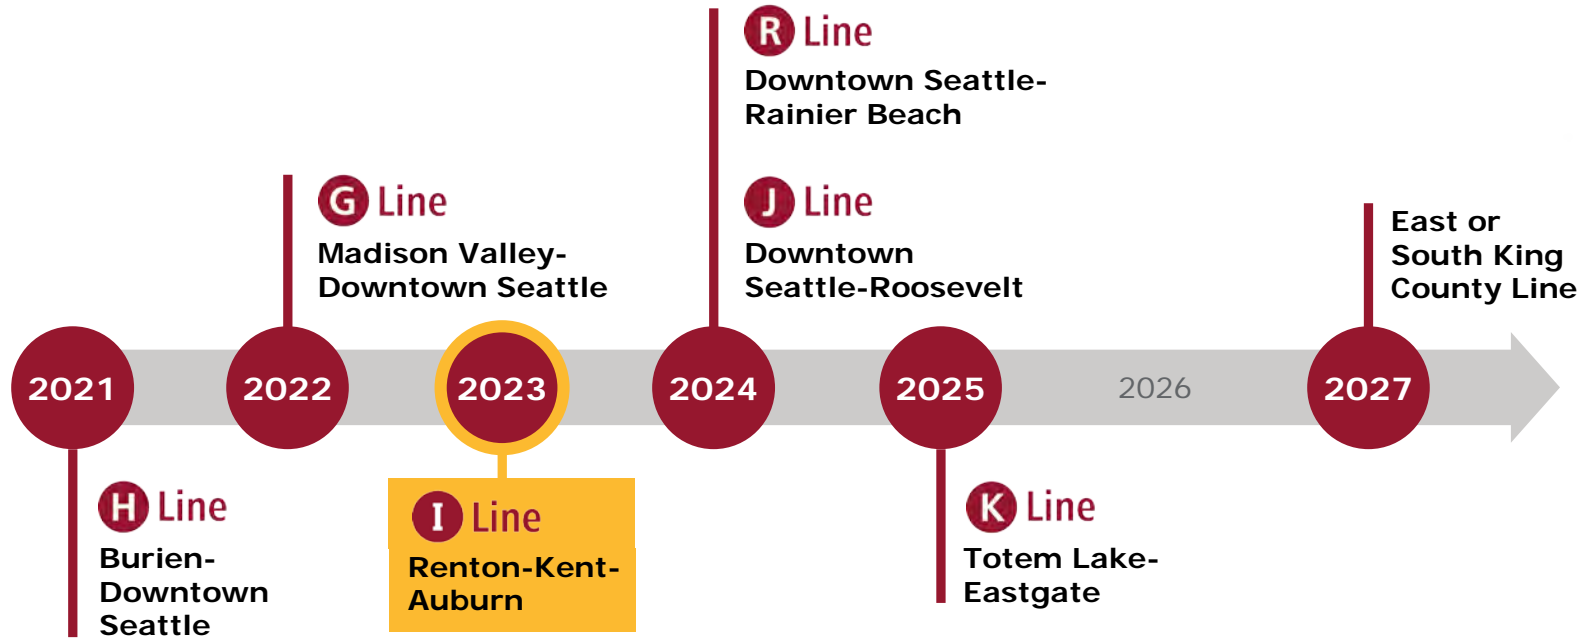 R Line
Downtown Seattle-
Rainier Beach
G Line
Madison Valley-
Downtown Seattle
J Line
Downtown
Seattle-Roosevelt
East or
South King
County Line
2021
2022
2023
2024
2025
2026
2027
H Line
Burien-
Downtown
Seattle
I Line
Renton-Kent-
Auburn
K Line
Totem Lake-
Eastgate